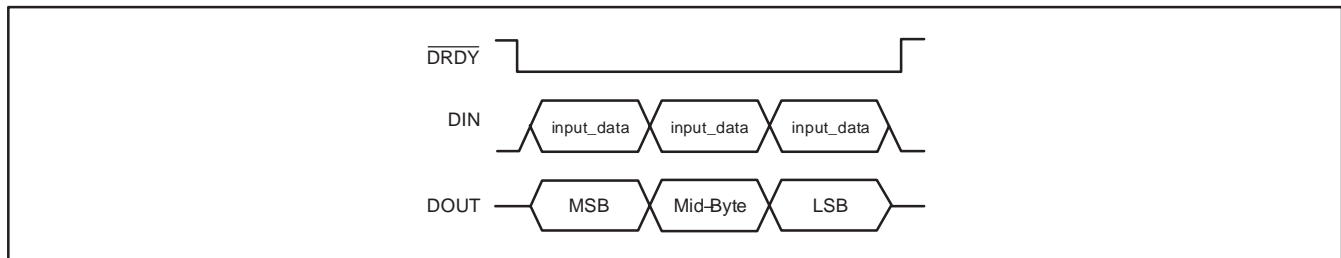 DRDY
DIN input_data input_data input_data
DOUT MSB Mid-Byte LSB